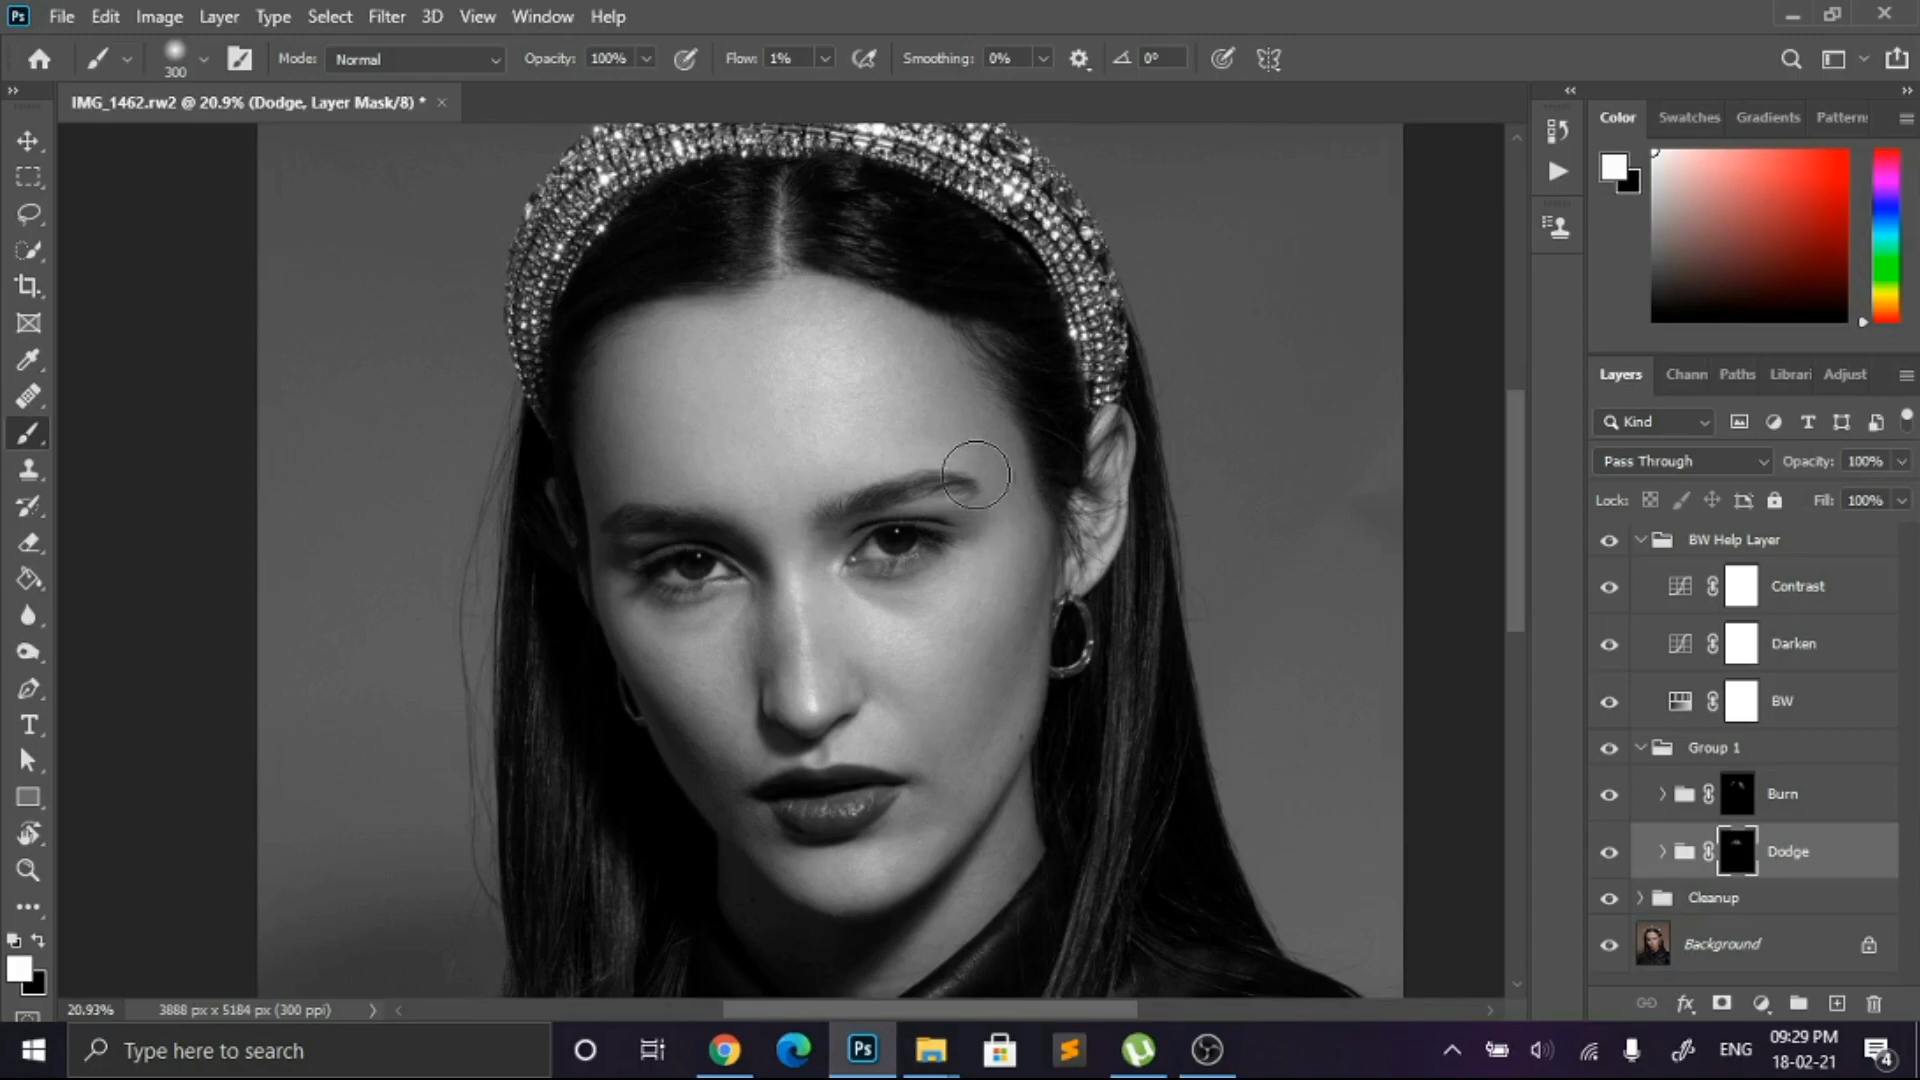 Ps File Edit Image Layer Type Select Filter 3D View Window Help
300 Mode: Normal Opacity: 100% Flow: 1% Smoothing: 0% 0°
IMG_1462.rw2 @ 20.9% (Dodge, Layer Mask/8) * ×
Color Swatches Gradients Patterns
Layers Chann Paths Librari Adjust
Kind
Pass Through Opacity: 100%
Lock: Fill: 100%
BW Help Layer
Contrast
Darken
BW
Group 1
Burn
Dodge
Cleanup
Background
20.93% 3888 px x 5184 px (300 ppi)
Type here to search
Ps
ENG
09:29 PM
18-02-21
4